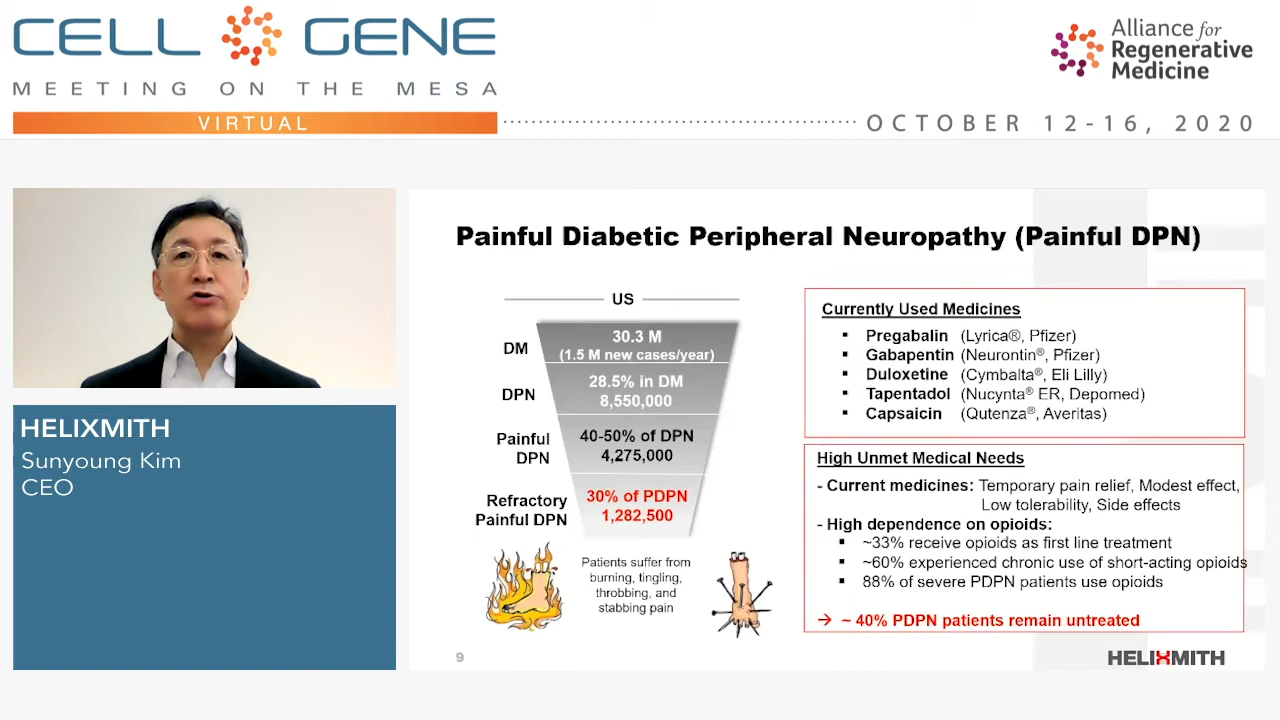 CELL GENE
MEETING ON THE MESA
VIRTUAL
Alliance for
Regenerative
Medicine
OCTOBER 12-16, 2020
HELIXMITH
Sunyoung Kim
CEO
Painful Diabetic Peripheral Neuropathy (Painful DPN)
US
DM
30.3 M
(1.5 M new cases/year)
DPN
28.5% in DM
8,550,000
Painful
DPN
40-50% of DPN
4,275,000
Refractory
Painful DPN
30% of PDPN
1,282,500
Patients suffer from
burning, tingling,
throbbing, and
stabbing pain
Currently Used Medicines
▪ Pregabalin (Lyrica®, Pfizer)
▪ Gabapentin (Neurontin®, Pfizer)
▪ Duloxetine (Cymbalta®, Eli Lilly)
▪ Tapentadol (Nucynta® ER, Depomed)
▪ Capsaicin (Qutenza®, Averitas)
High Unmet Medical Needs
- Current medicines: Temporary pain relief, Modest effect,
Low tolerability, Side effects
- High dependence on opioids:
▪ ~33% receive opioids as first line treatment
▪ ~60% experienced chronic use of short-acting opioids
▪ 88% of severe PDPN patients use opioids
→ ~ 40% PDPN patients remain untreated
9
HELIXMITH